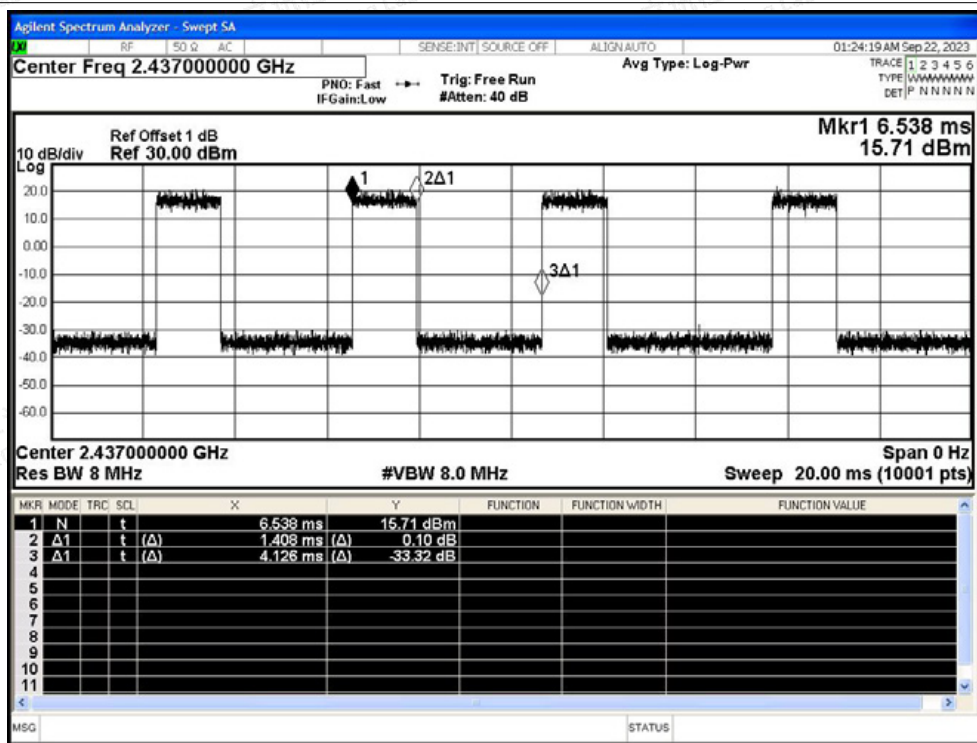 Agilent Spectrum Analyzer - Swept SA
RF 50 Ω AC SENSE:INT SOURCE OFF ALIGN AUTO 01:24:19 AM Sep 22, 2023
Center Freq 2.437000000 GHz
PNO: Fast
IFGain:Low
Trig: Free Run
#Atten: 40 dB
Avg Type: Log-Pwr
TRACE 1 2 3 4 5 6
TYPE WWWWWW
DET P N N N N N
Mkr1 6.538 ms
15.71 dBm
Ref Offset 1 dB
10 dB/div Ref 30.00 dBm
Log
1 2Δ1
20.0
10.0
0.00
3Δ1
-10.0
-20.0
-30.0
-40.0
-50.0
-60.0
Center 2.437000000 GHz Span 0 Hz
Res BW 8 MHz #VBW 8.0 MHz Sweep 20.00 ms (10001 pts)
MKR MODE TRC SCL X Y FUNCTION FUNCTION WIDTH FUNCTION VALUE
1 N t 6.538 ms 15.71 dBm
2 Δ1 t (Δ) 1.408 ms (Δ) 0.10 dB
3 Δ1 t (Δ) 4.126 ms (Δ) -33.32 dB
4
5
6
7
8
9
10
11
MSG STATUS